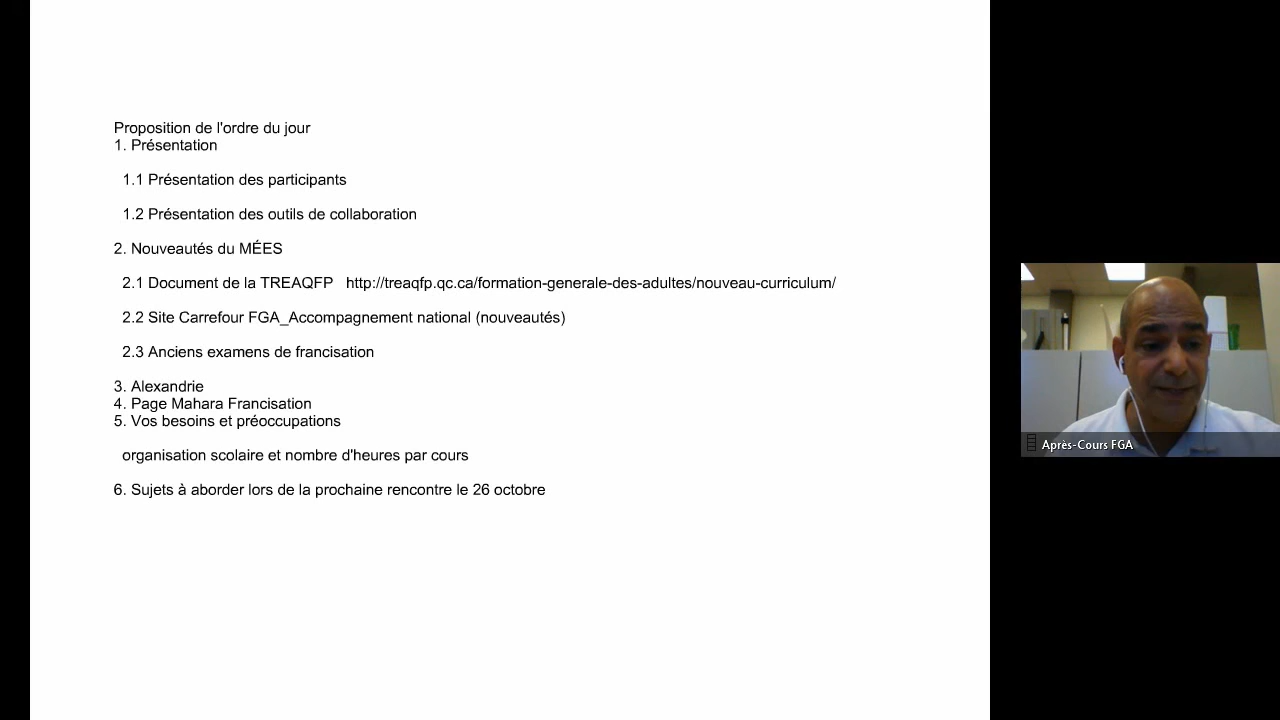 Proposition de l'ordre du jour
1. Présentation
1.1 Présentation des participants
1.2 Présentation des outils de collaboration
2. Nouveautés du MÉES
2.1 Document de la TREAQFP http://treaqfp.qc.ca/formation-generale-des-adultes/nouveau-curriculum/
2.2 Site Carrefour FGA_Accompagnement national (nouveautés)
2.3 Anciens examens de francisation
3. Alexandrie
4. Page Mahara Francisation
5. Vos besoins et préoccupations
organisation scolaire et nombre d'heures par cours
6. Sujets à aborder lors de la prochaine rencontre le 26 octobre
Après-Cours FGA